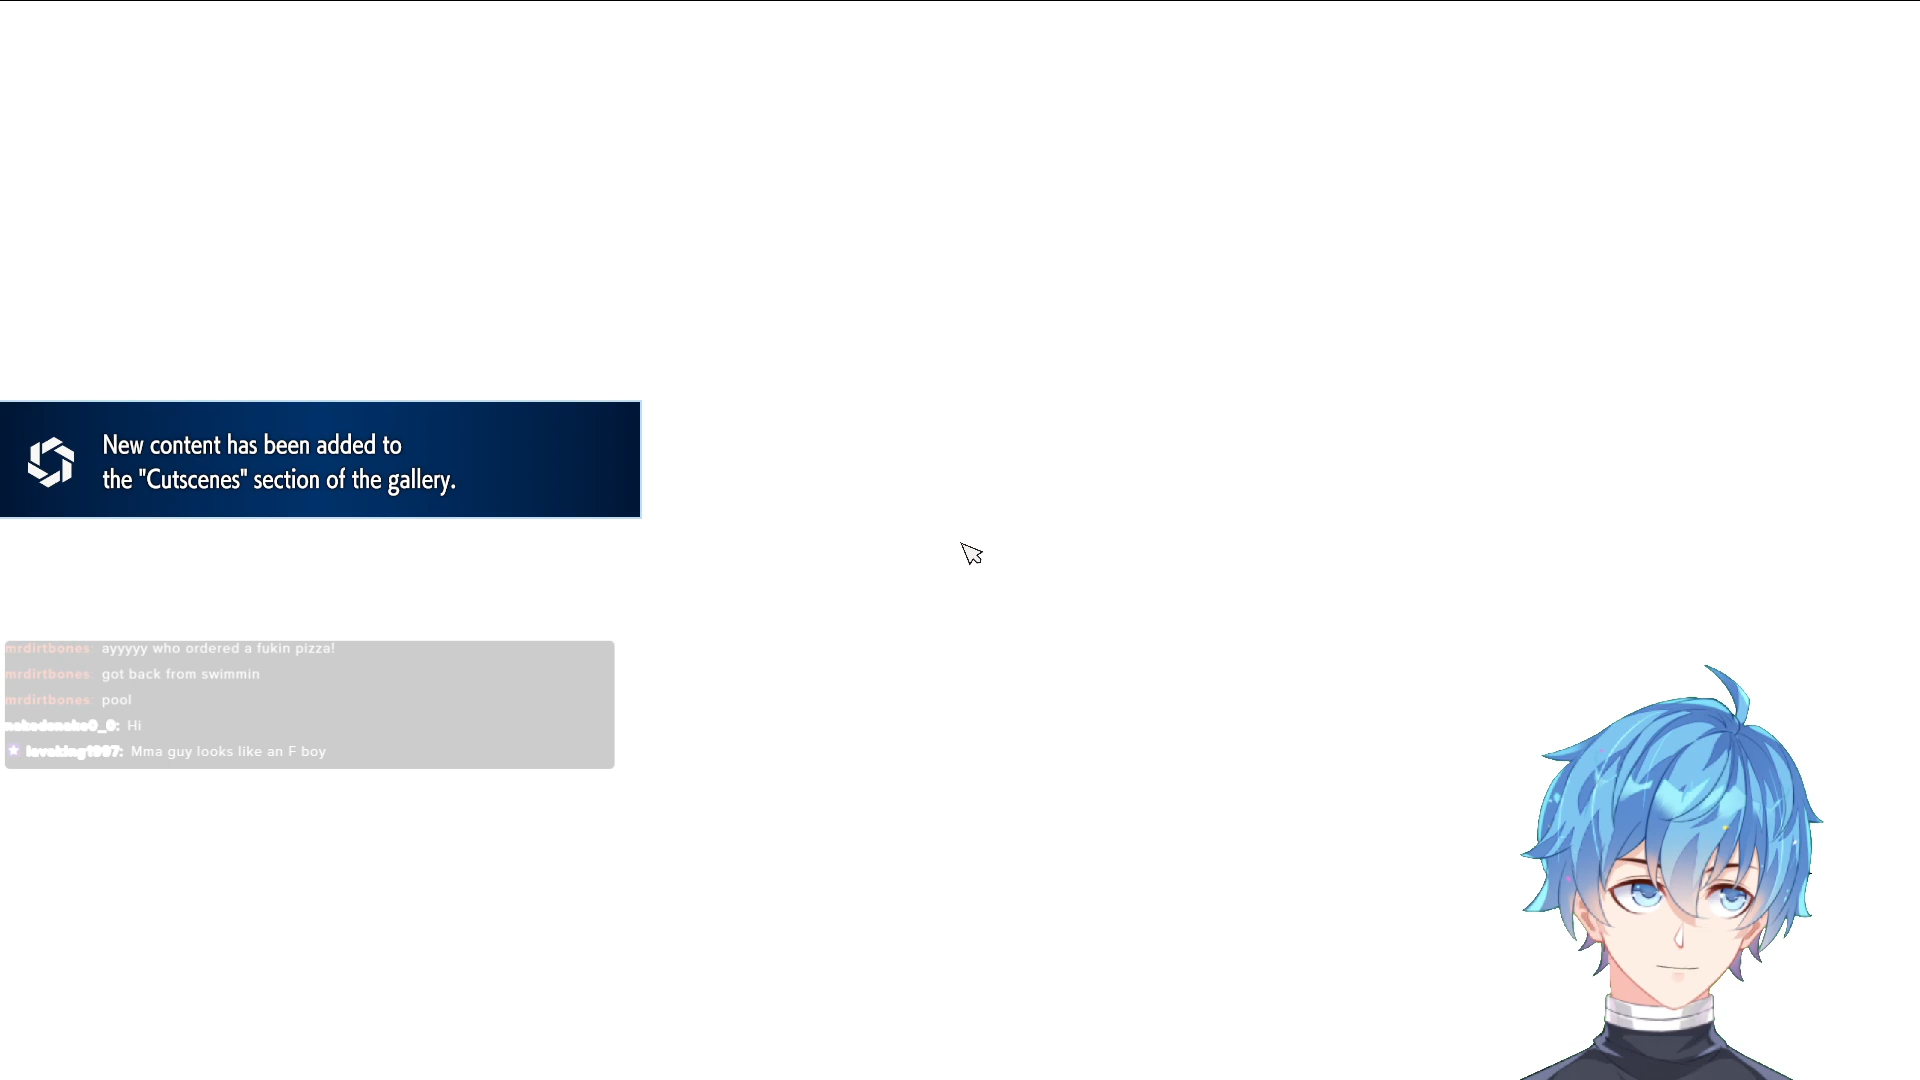 New content has been added to
the "Cutscenes" section of the gallery.
mrdirtbones: ayyyyy who ordered a fukin pizza!
mrdirtbones: got back from swimmin
mrdirtbones: pool
Hi
lavaking1997: Mma guy looks like an F boy